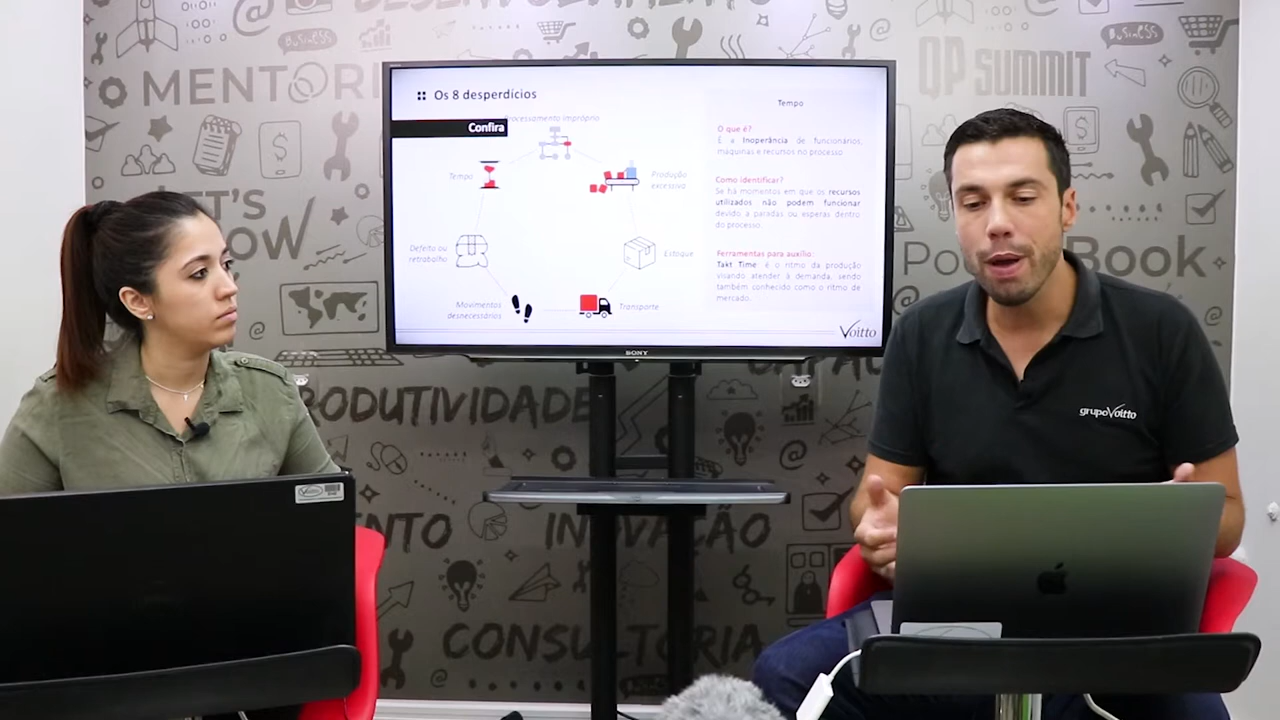 DESENVOLVIMENTO
BUSINESS
BUSINESS
MENTORI
QP SUMMIT
Os 8 desperdícios
Tempo
Confira
Processamento impróprio
O que é?
É a Inoperância de funcionários,
máquinas e recursos no processo
Tempo
Produção
excessiva
Como identificar?
Se há momentos em que os recursos
utilizados não podem funcionar
devido a paradas ou esperas dentro
do processo.
Defeito ou
retrabalho
Estoque
Ferramentas para auxílio:
Takt Time é o ritmo da produção
visando atender à demanda, sendo
também conhecido como o ritmo de
mercado.
Movimentos
desnecessários
Transporte
Voitto
SONY
LET'S
Book
PRODUTIVIDADE
grupoVoitto
Voitto
INOVAÇÃO
CONSULTORIA